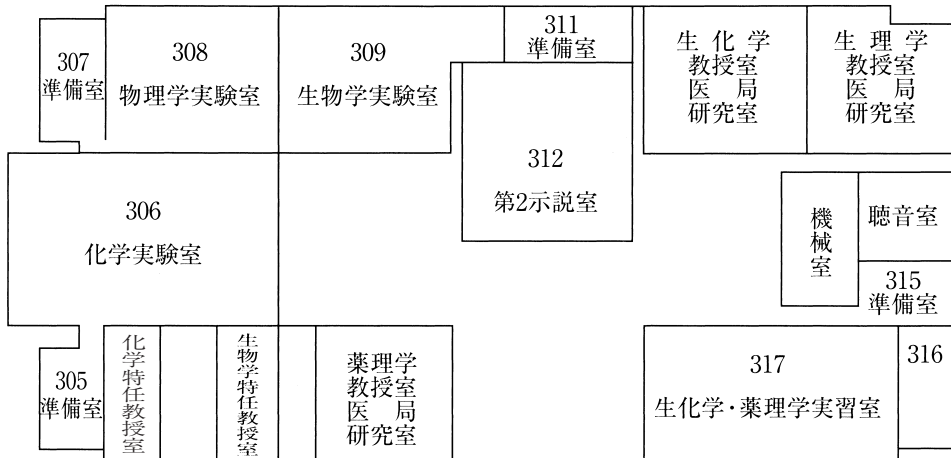 307
準備室
308
物理学実験室
309
生物学実験室
311
準備室
生化学
教授室
医局
研究室
生理学
教授室
医局
研究室
306
化学実験室
312
第2示説室
機械室
聴音室
315
準備室
305
準備室
化学特任教授室
生物学特任教授室
薬理学
教授室
医局
研究室
317
生化学・薬理学実習室
316